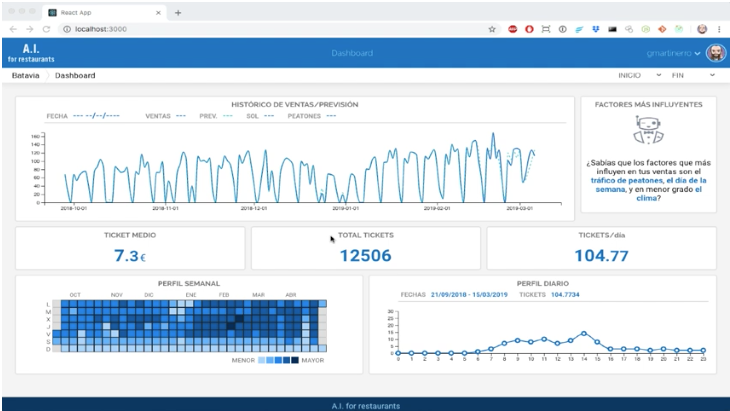 React App
localhost:3000
A.I.
for restaurants
Dashboard
gmartinerro
Batavia
Dashboard
INICIO
FIN
HISTÓRICO DE VENTAS/PREVISIÓN
FECHA --- --/--/---- VENTAS --- PREV. --- SOL --- PEATONES ---
160
140
120
100
80
60
40
20
0
2018-10-01 2018-11-01 2018-12-01 2019-01-01 2019-02-01 2019-03-01
FACTORES MÁS INFLUYENTES
¿Sabías que los factores que más
influyen en tus ventas son el
tráfico de peatones, el día de la
semana, y en menor grado el
clima?
TICKET MEDIO
7.3€
TOTAL TICKETS
12506
TICKETS/día
104.77
PERFIL SEMANAL
OCT NOV DIC ENE FEB MAR ABR
L
M
X
J
V
S
D
MENOR MAYOR
PERFIL DIARIO
FECHAS 21/09/2018 - 15/03/2019 TICKETS 104.7734
30
25
20
15
10
5
0
0 1 2 3 4 5 6 7 8 9 10 11 12 13 14 15 16 17 18 19 20 21 22 23
A.I. for restaurants